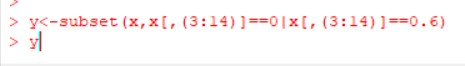 >
> y<-subset(x,x[,(3:14)]==0|x[,(3:14)]==0.6)
> y